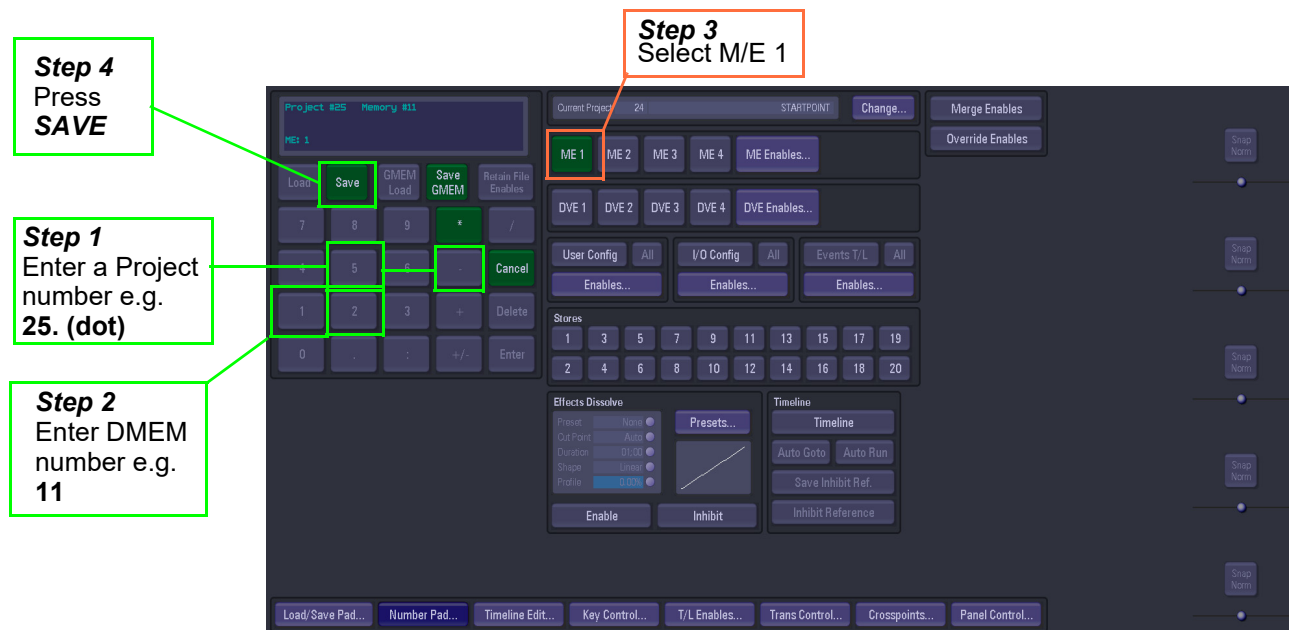 Step 3
Select M/E 1
Step 4
Press
SAVE
Step 1
Enter a Project
number e.g.
25. (dot)
Step 2
Enter DMEM
number e.g.
11
Project #25 Memory #11
ME: 1
Load Save GMEM Load Save GMEM Retain File Enables
7 8 9 * /
4 5 6 - Cancel
1 2 3 + Delete
0 . : +/- Enter
Current Project 24 STARTPOINT Change...
ME 1 ME 2 ME 3 ME 4 ME Enables...
DVE 1 DVE 2 DVE 3 DVE 4 DVE Enables...
User Config All I/O Config All Events T/L All
Enables... Enables... Enables...
Stores
1 3 5 7 9 11 13 15 17 19
2 4 6 8 10 12 14 16 18 20
Effects Dissolve
Preset None
Cut Point Auto
Duration 01:00
Shape Linear
Profile 0.00%
Presets...
Enable Inhibit
Timeline
Timeline
Auto Goto Auto Run
Save Inhibit Ref.
Inhibit Reference
Merge Enables
Override Enables
Snap
Norm
Snap
Norm
Snap
Norm
Snap
Norm
Snap
Norm
Load/Save Pad... Number Pad... Timeline Edit... Key Control... T/L Enables... Trans Control... Crosspoints... Panel Control...